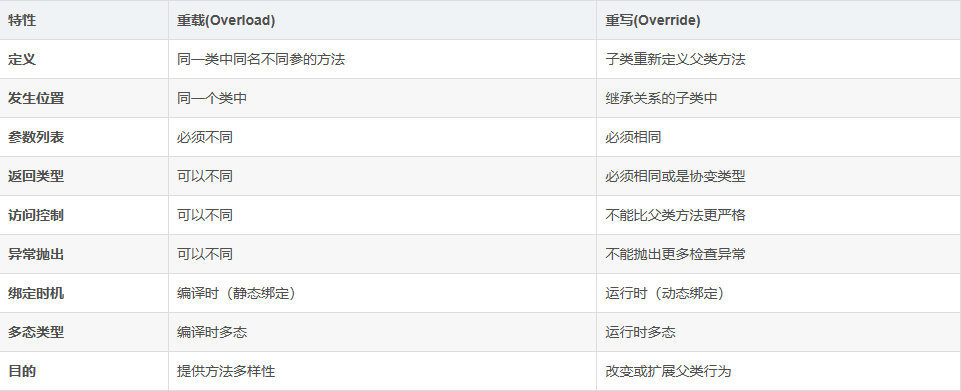 特性 重载(Overload) 重写(Override)
定义 同一类中同名不同参的方法 子类重新定义父类方法
发生位置 同一个类中 继承关系的子类中
参数列表 必须不同 必须相同
返回类型 可以不同 必须相同或是协变类型
访问控制 可以不同 不能比父类方法更严格
异常抛出 可以不同 不能抛出更多检查异常
绑定时机 编译时（静态绑定） 运行时（动态绑定）
多态类型 编译时多态 运行时多态
目的 提供方法多样性 改变或扩展父类行为